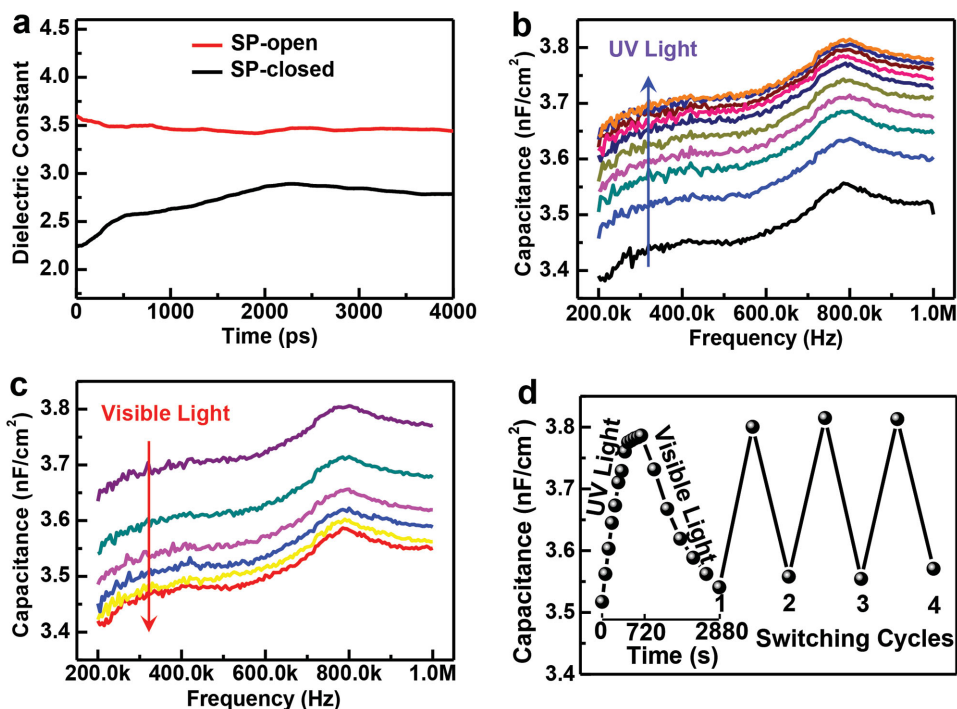 a
4.5
4.0
3.5
3.0
2.5
2.0
Dielectric Constant
SP-open
SP-closed
0 1000 2000 3000 4000
Time (ps)
b
3.8
3.7
3.6
3.5
3.4
Capacitance (nF/cm²)
UV Light
200.0k 400.0k 600.0k 800.0k 1.0M
Frequency (Hz)
c
3.8
3.7
3.6
3.5
3.4
Capacitance (nF/cm²)
Visible Light
200.0k 400.0k 600.0k 800.0k 1.0M
Frequency (Hz)
d
3.8
3.7
3.6
3.5
3.4
Capacitance (nF/cm²)
UV Light
Visible Light
1 2 3 4
0 720 2880
Time (s)
Switching Cycles